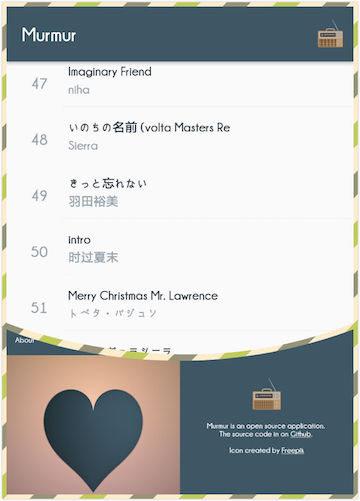 Murmur
Imaginary Friend
47
niha
いのちの名前 (volta Masters Re
48
Sierra
きっと忘れない
49
羽田裕美
intro
50
时过夏末
Merry Christmas Mr. Lawrence
51
トベタ・バジュン
About
Murmur is an open source application.
The source code in on Github.
Icon created by Freepik